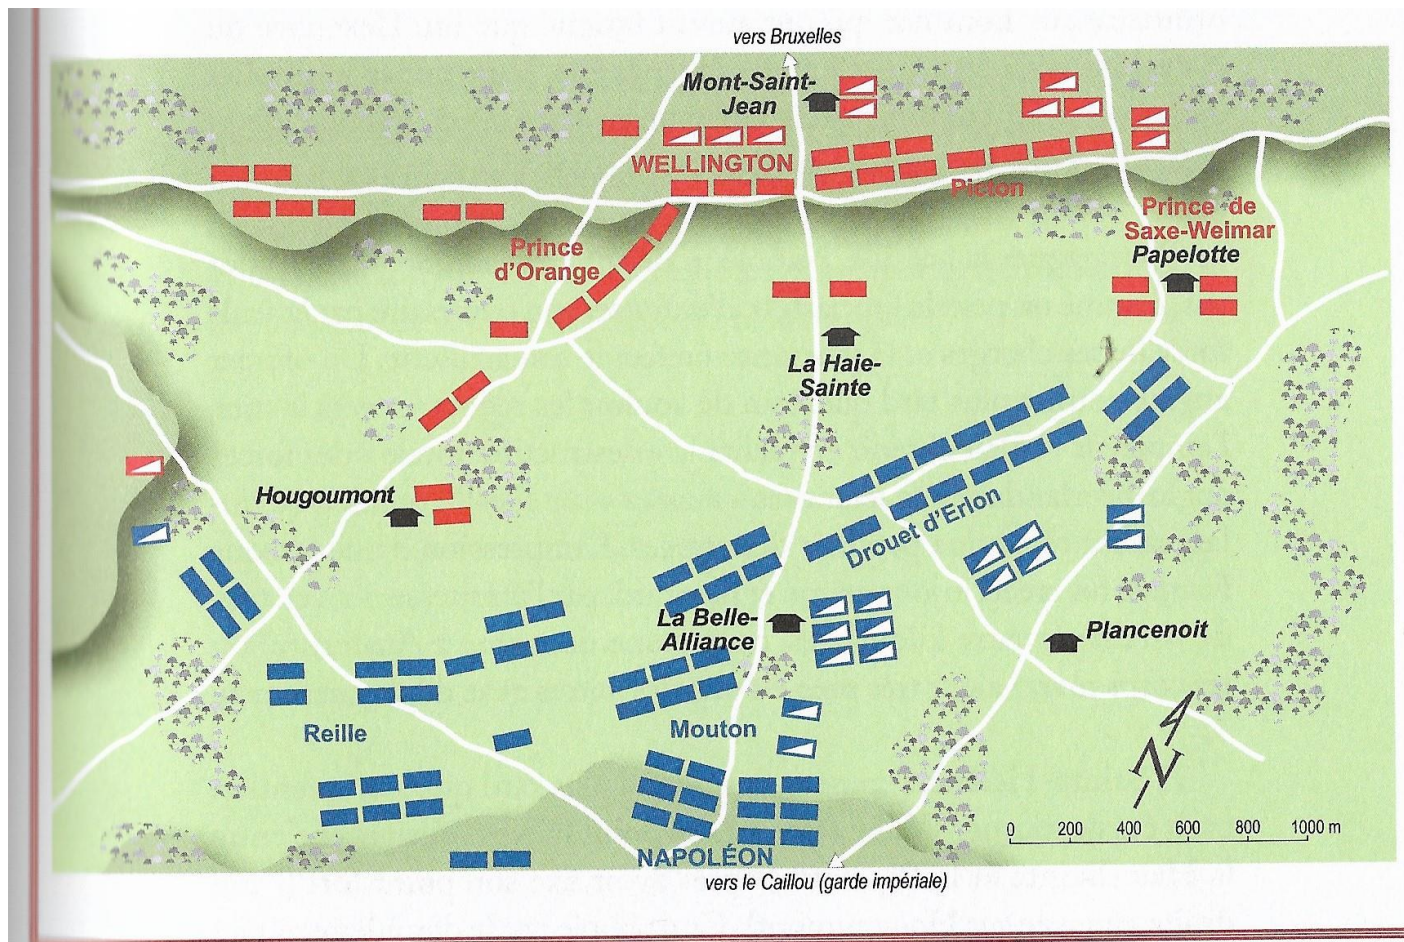 vers Bruxelles
Mont-Saint-
Jean
WELLINGTON
Picton
Prince de
Saxe-Weimar
Papelotte
Prince
d'Orange
La Haie-
Sainte
Hougoumont
Drouet d'Erlon
La Belle-
Alliance
Plancenoit
Reille
Mouton
N
0 200 400 600 800 1000 m
NAPOLÉON
vers le Caillou (garde impériale)